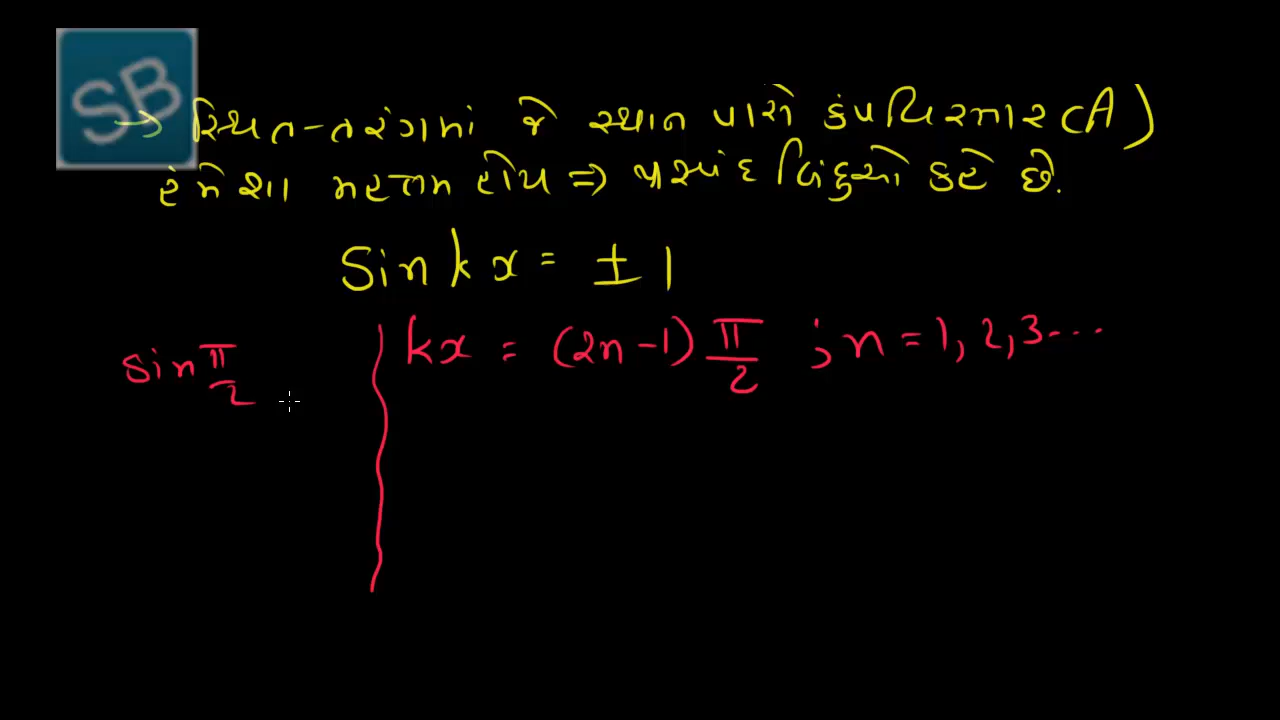 SB
→ સ્થિત-તરંગમાં જે સ્થાન પાસે કંપવિસ્તાર (A)
હંમેશા મહત્તમ હોય ⇒ પ્રસ્પંદ બિંદુઓ કહે છે.
Sin kx = ± 1
kx = (2n -1) π/2 ; n = 1, 2, 3...
sin π/2